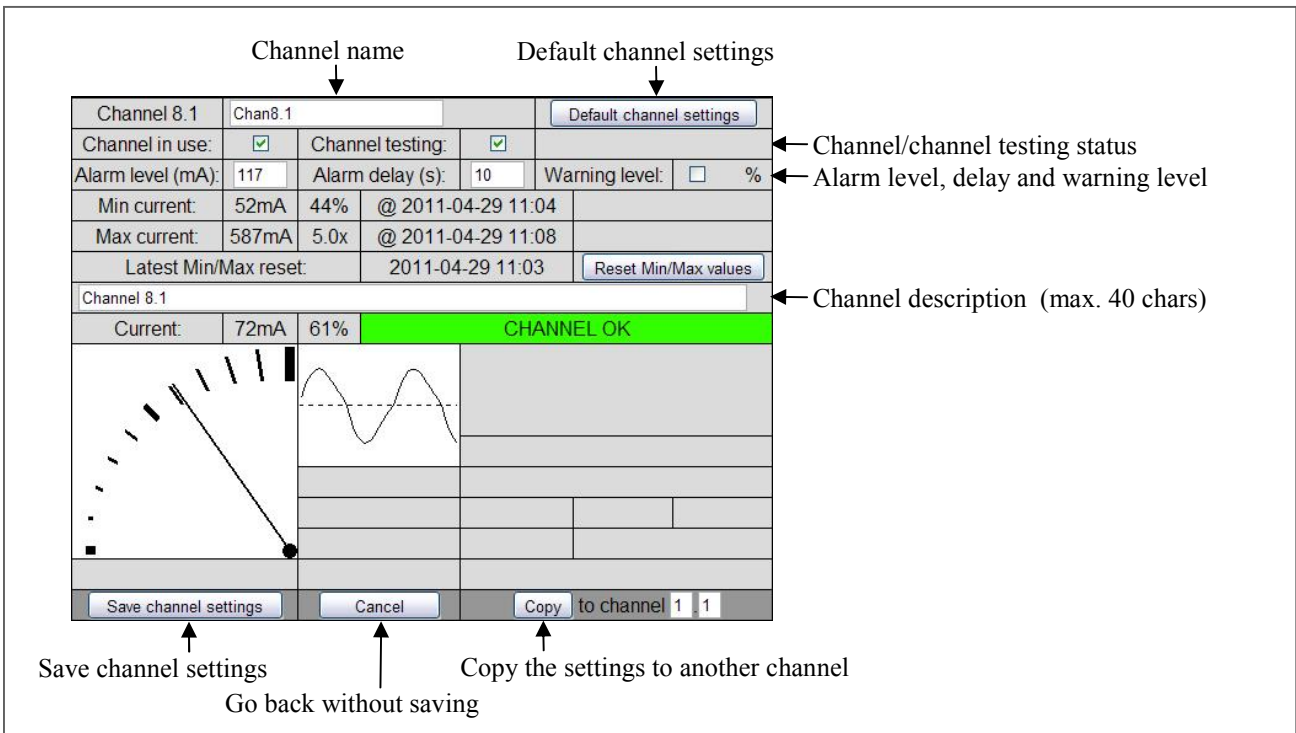 Channel name Default channel settings
Channel 8.1 Chan8.1 Default channel settings
Channel in use: Channel testing: Channel/channel testing status
Alarm level (mA): 117 Alarm delay (s): 10 Warning level: % Alarm level, delay and warning level
Min current: 52mA 44% @ 2011-04-29 11:04
Max current: 587mA 5.0x @ 2011-04-29 11:08
Latest Min/Max reset: 2011-04-29 11:03 Reset Min/Max values
Channel 8.1 Channel description (max. 40 chars)
Current: 72mA 61% CHANNEL OK
Save channel settings Cancel Copy to channel 1 . 1
Save channel settings Copy the settings to another channel
Go back without saving